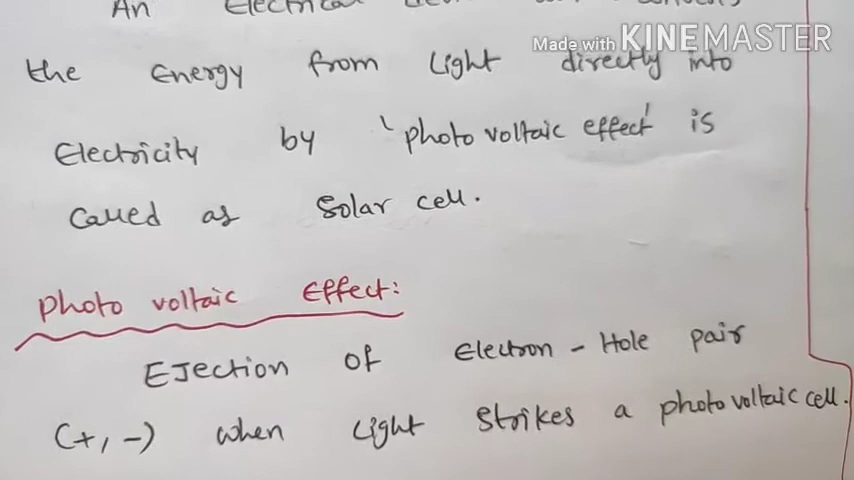 An Electrical
Made with KINEMASTER
the Energy from Light directly into
Electricity by 'photo voltaic effect' is
Called as Solar cell.
Photo voltaic Effect:
Ejection of Electron - Hole pair
(+, -) when Light Strikes a photo voltaic cell.